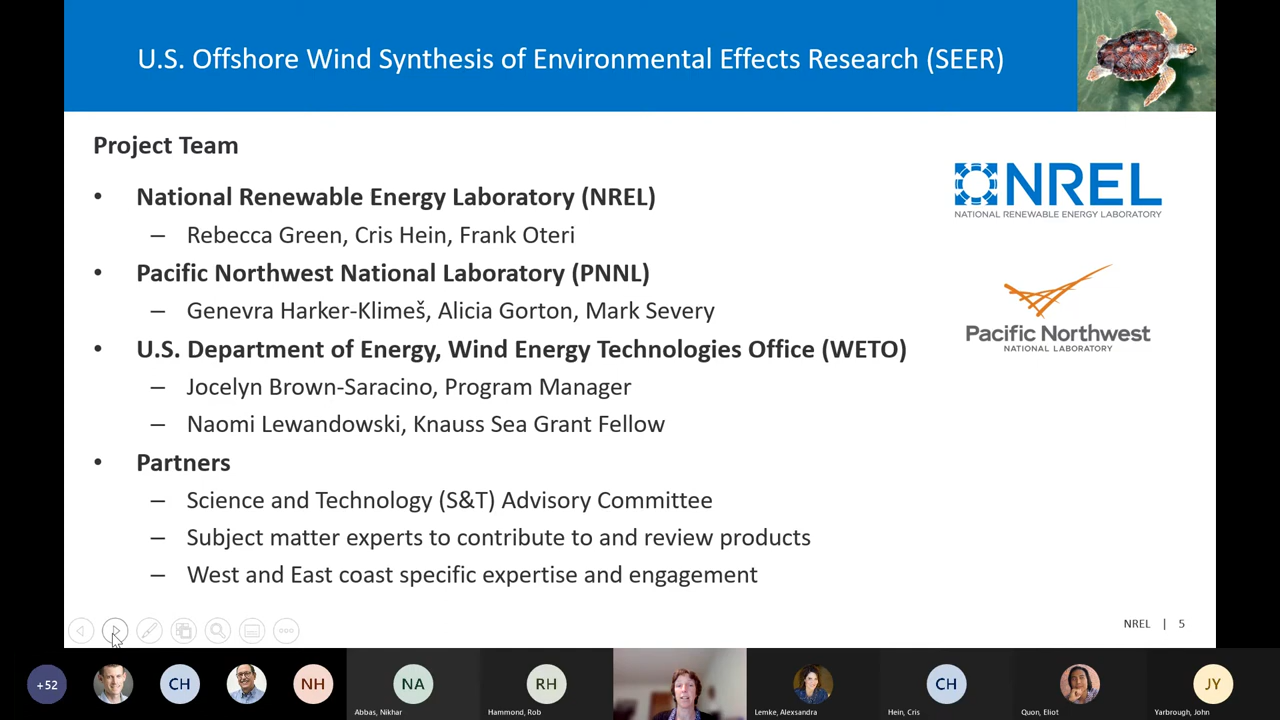 U.S. Offshore Wind Synthesis of Environmental Effects Research (SEER)
Project Team
• National Renewable Energy Laboratory (NREL)
– Rebecca Green, Cris Hein, Frank Oteri
• Pacific Northwest National Laboratory (PNNL)
– Genevra Harker-Klimeš, Alicia Gorton, Mark Severy
• U.S. Department of Energy, Wind Energy Technologies Office (WETO)
– Jocelyn Brown-Saracino, Program Manager
– Naomi Lewandowski, Knauss Sea Grant Fellow
• Partners
– Science and Technology (S&T) Advisory Committee
– Subject matter experts to contribute to and review products
– West and East coast specific expertise and engagement
NREL
NATIONAL RENEWABLE ENERGY LABORATORY
Pacific Northwest
NATIONAL LABORATORY
NREL | 5
+52
CH
NH
NA
Abbas, Nikhar
RH
Hammond, Rob
Lemke, Alexsandra
CH
Hein, Cris
Quon, Eliot
JY
Yarbrough, John